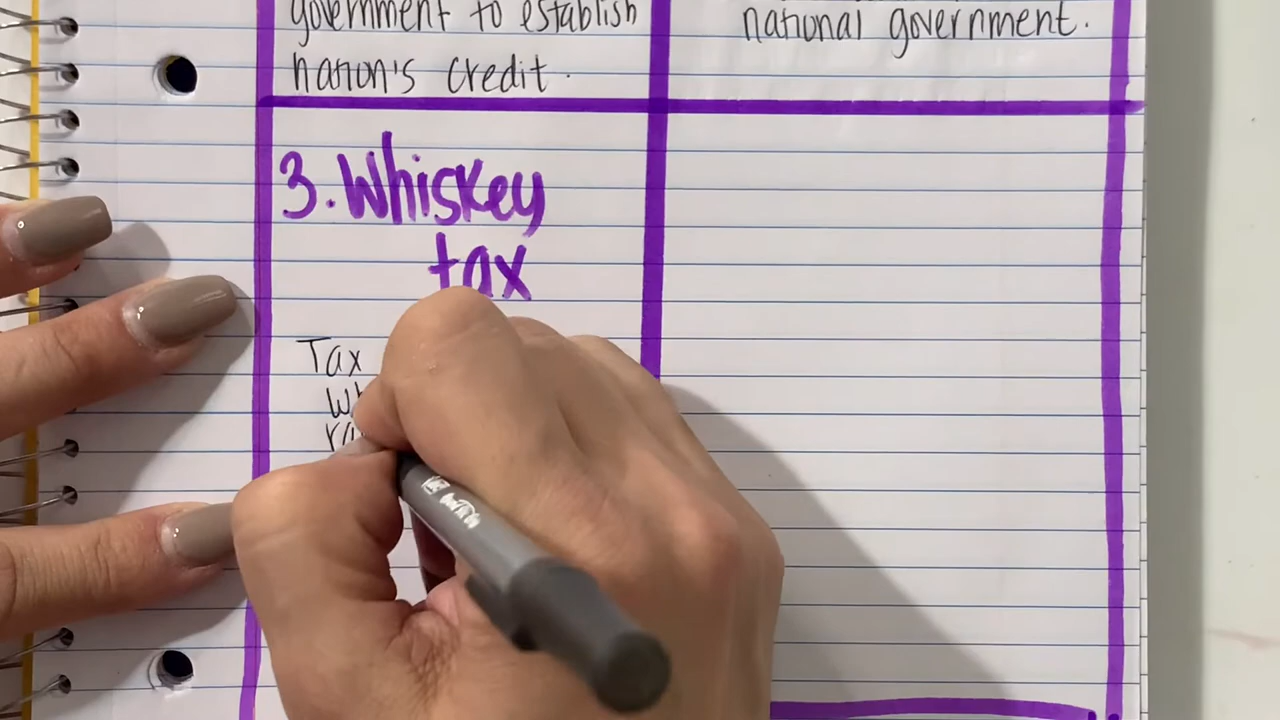 government to establish
nation's credit.
national government.
3. Whiskey
tax
Tax